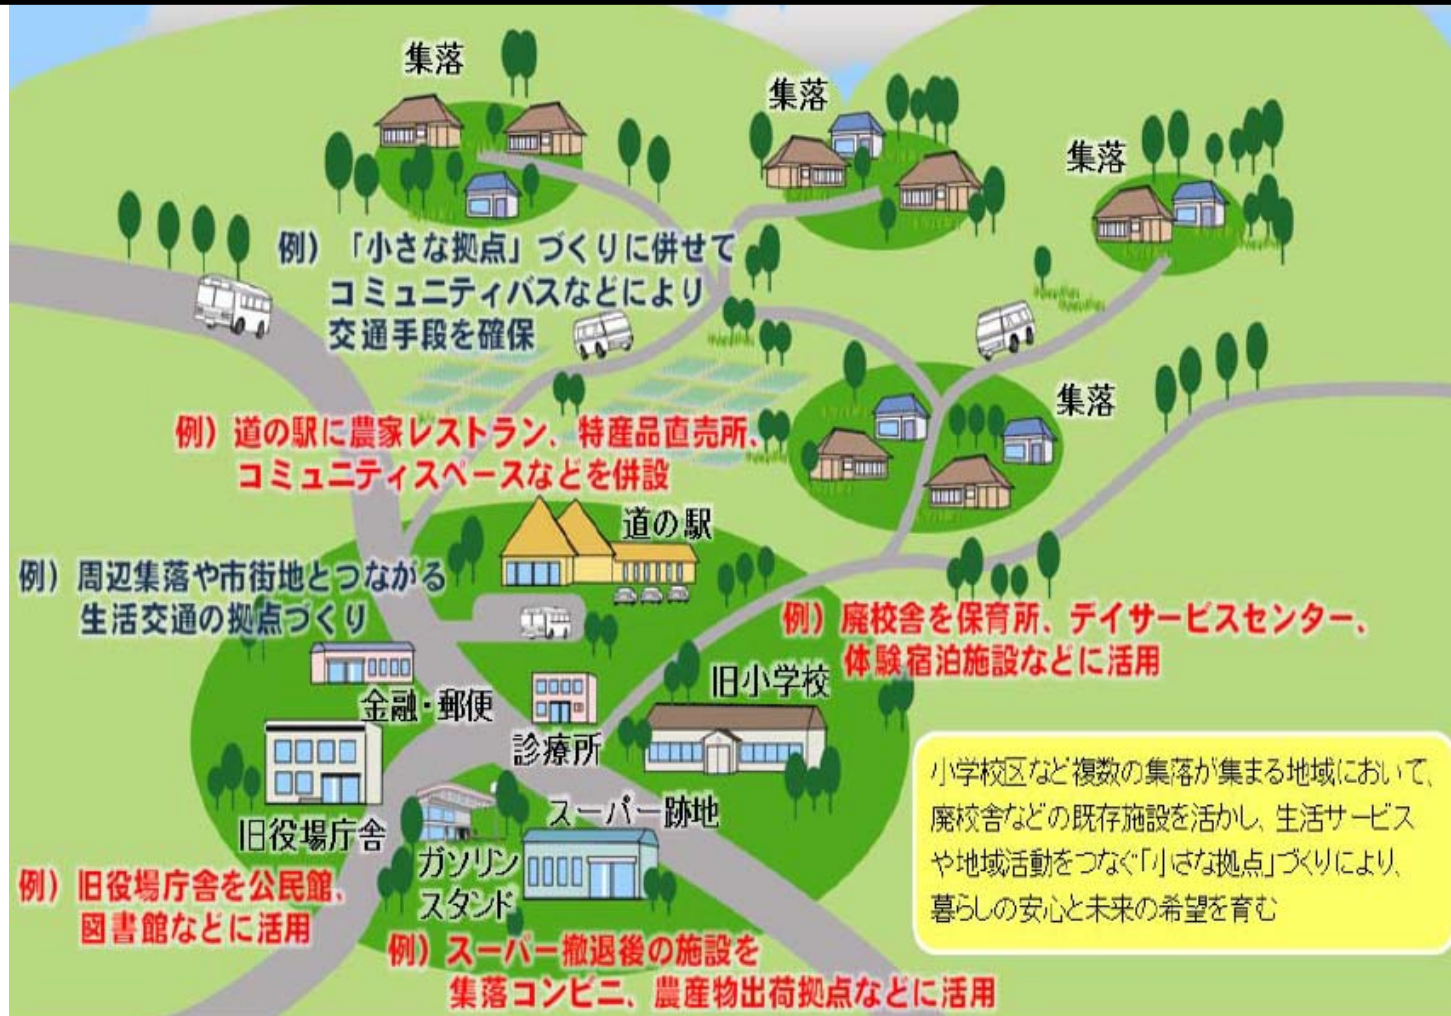 集落
集落
集落
例）「小さな拠点」づくりに併せて
コミュニティバスなどにより
交通手段を確保
集落
例）道の駅に農家レストラン、特産品直売所、
コミュニティスペースなどを併設
道の駅
例）周辺集落や市街地とつながる
生活交通の拠点づくり
例）廃校舎を保育所、デイサービスセンター、
体験宿泊施設などに活用
旧小学校
金融・郵便
診療所
旧役場庁舎
スーパー跡地
ガソリン
スタンド
例）旧役場庁舎を公民館、
図書館などに活用
例）スーパー撤退後の施設を
集落コンビニ、農産物出荷拠点などに活用
小学校区など複数の集落が集まる地域において、
廃校舎などの既存施設を活かし、生活サービス
や地域活動をつなぐ「小さな拠点」づくりにより、
暮らしの安心と未来の希望を育む